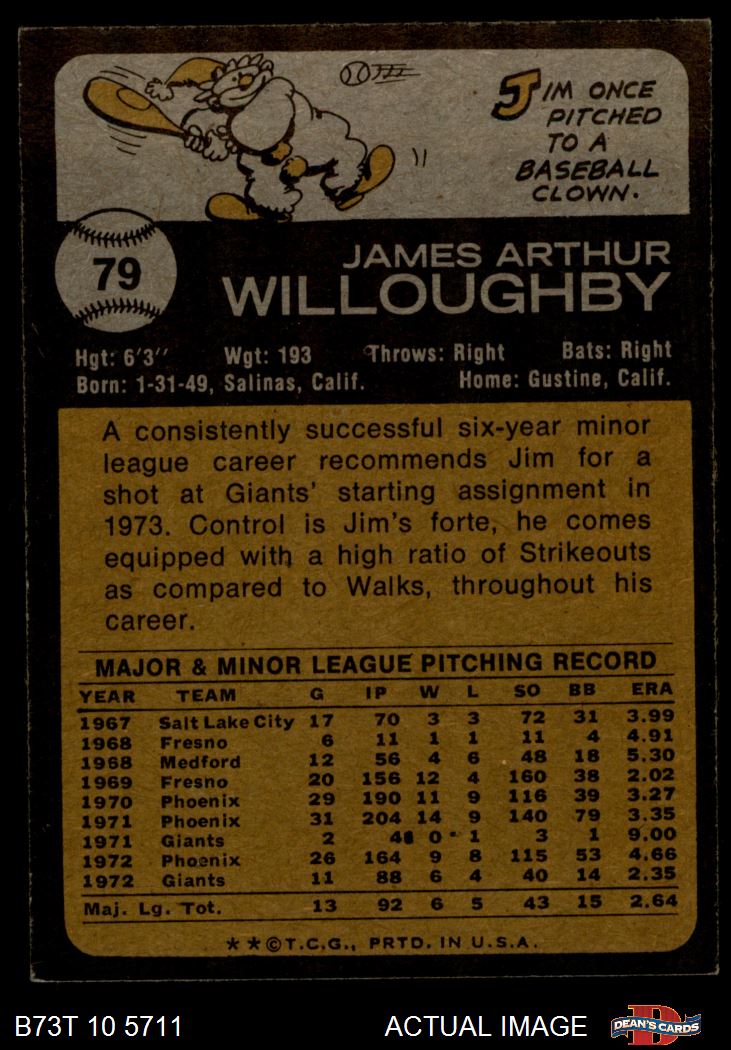 JIM ONCE
PITCHED
TO A
BASEBALL
CLOWN.
79
JAMES ARTHUR
WILLOUGHBY
Hgt: 6'3" Wgt: 193 Throws: Right Bats: Right
Born: 1-31-49, Salinas, Calif. Home: Gustine, Calif.
A consistently successful six-year minor
league career recommends Jim for a
shot at Giants' starting assignment in
1973. Control is Jim's forte, he comes
equipped with a high ratio of Strikeouts
as compared to Walks, throughout his
career.
MAJOR & MINOR LEAGUE PITCHING RECORD
YEAR TEAM G IP W L SO BB ERA
1967 Salt Lake City 17 70 3 3 72 31 3.99
1968 Fresno 6 11 1 1 11 4 4.91
1968 Medford 12 56 4 6 48 18 5.30
1969 Fresno 20 156 12 4 160 38 2.02
1970 Phoenix 29 190 11 9 116 39 3.27
1971 Phoenix 31 204 14 9 140 79 3.35
1971 Giants 2 4 0 1 3 1 9.00
1972 Phoenix 26 164 9 8 115 53 4.66
1972 Giants 11 88 6 4 40 14 2.35
Maj. Lg. Tot. 13 92 6 5 43 15 2.64
**©T.C.G., PRTD. IN U.S.A.
B73T 10 5711 ACTUAL IMAGE DEAN'S CARDS